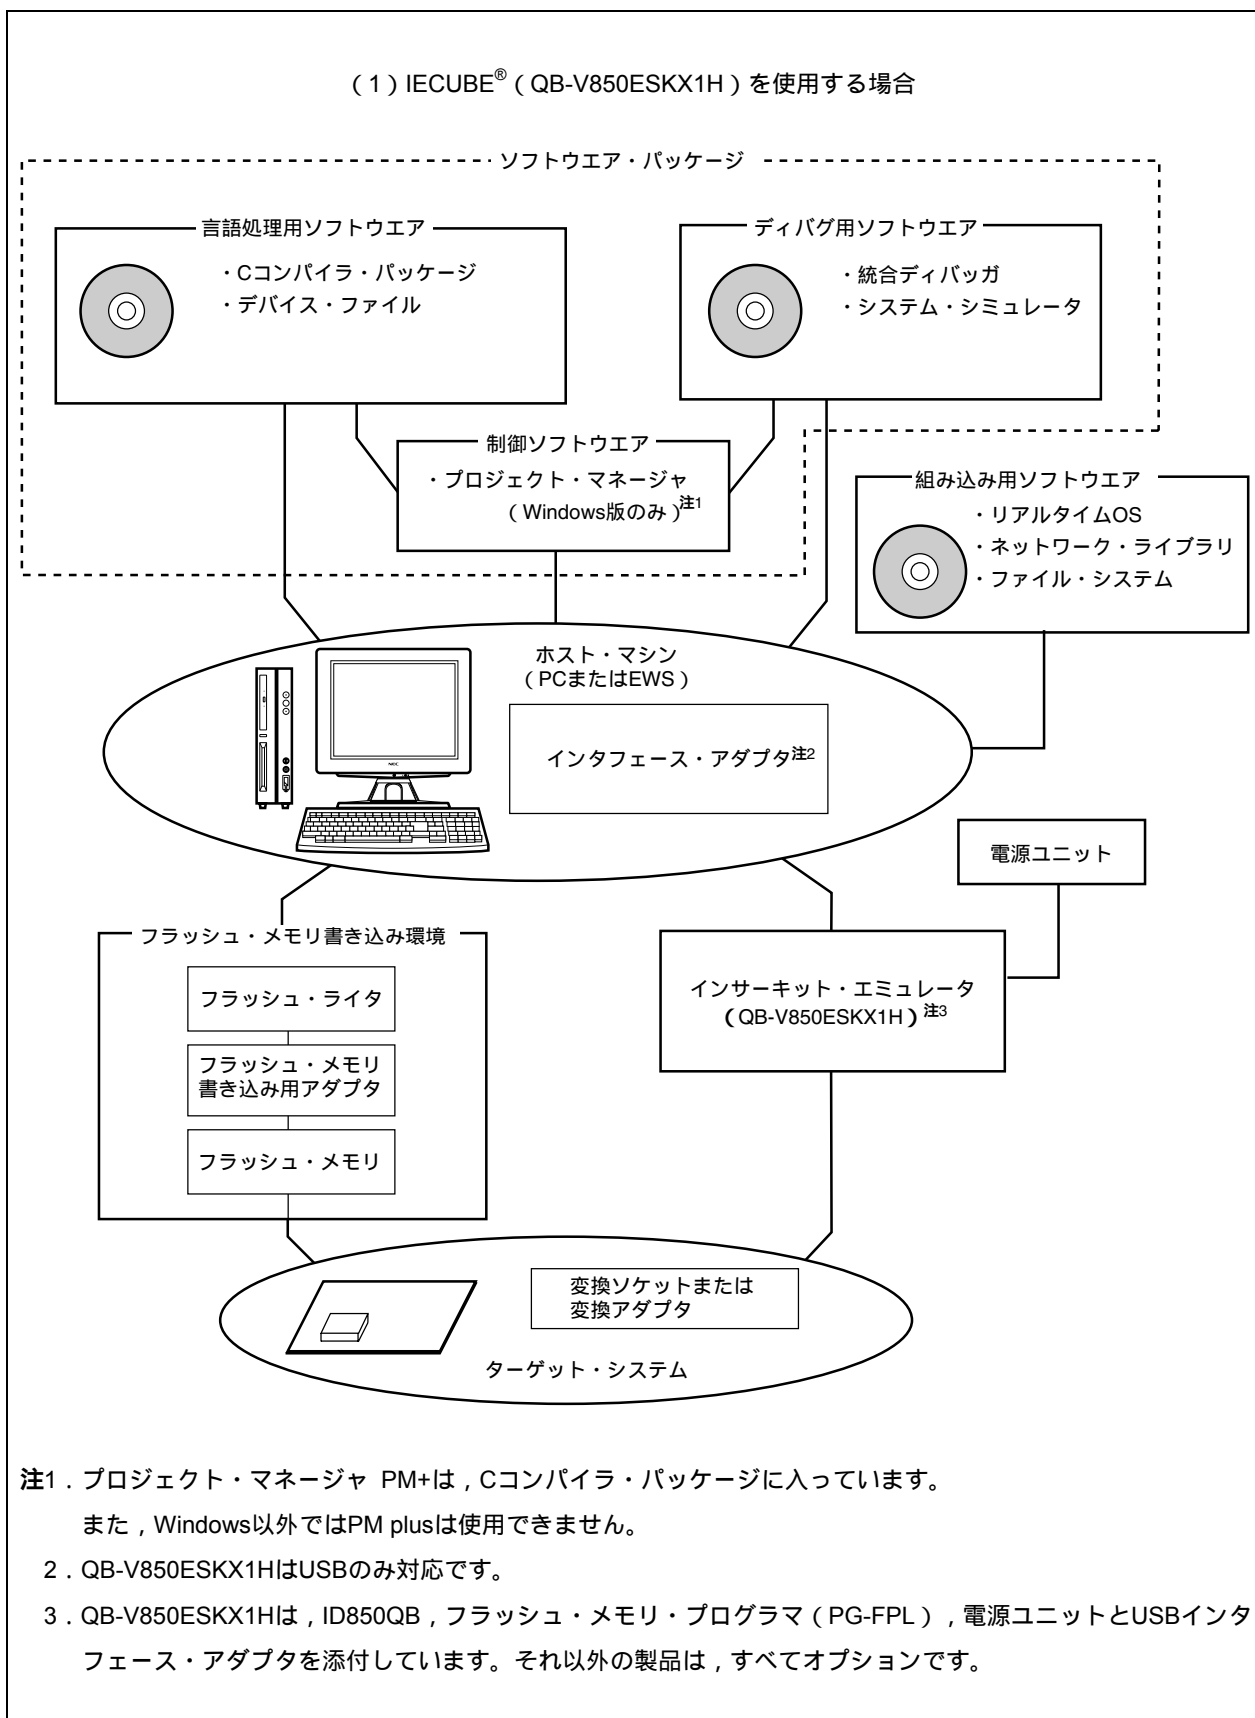 （1）IECUBE®（QB-V850ESKX1H）を使用する場合
ソフトウエア・パッケージ
言語処理用ソフトウエア
・Cコンパイラ・パッケージ
・デバイス・ファイル
ディバグ用ソフトウエア
・統合ディバッガ
・システム・シミュレータ
制御ソフトウエア
・プロジェクト・マネージャ
（Windows版のみ）注1
組み込み用ソフトウエア
・リアルタイムOS
・ネットワーク・ライブラリ
・ファイル・システム
ホスト・マシン
（PCまたはEWS）
インタフェース・アダプタ注2
NEC
電源ユニット
フラッシュ・メモリ書き込み環境
フラッシュ・ライタ
フラッシュ・メモリ
書き込み用アダプタ
フラッシュ・メモリ
インサーキット・エミュレータ
（QB-V850ESKX1H）注3
変換ソケットまたは
変換アダプタ
ターゲット・システム
注1．プロジェクト・マネージャ PM+は，Cコンパイラ・パッケージに入っています。
また，Windows以外ではPM plusは使用できません。
2．QB-V850ESKX1HはUSBのみ対応です。
3．QB-V850ESKX1Hは，ID850QB，フラッシュ・メモリ・プログラマ（PG-FPL），電源ユニットとUSBインタ
フェース・アダプタを添付しています。それ以外の製品は，すべてオプションです。